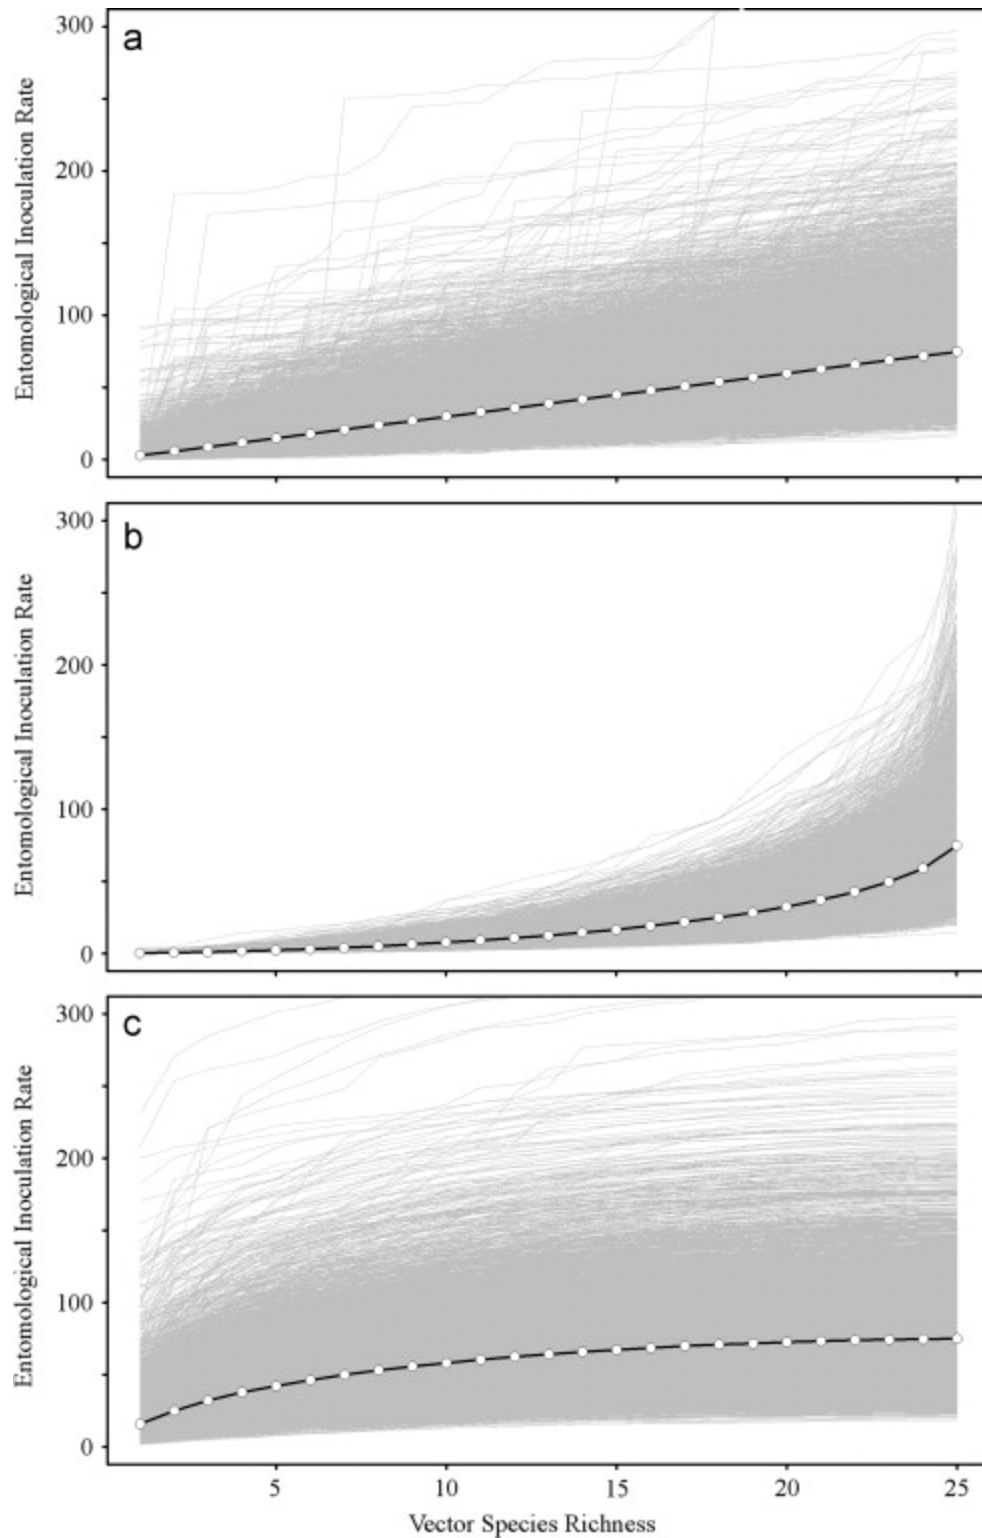 a
Entomological Inoculation Rate
300
200
100
0
b
Entomological Inoculation Rate
300
200
100
0
c
Entomological Inoculation Rate
300
200
100
0
5 10 15 20 25
Vector Species Richness